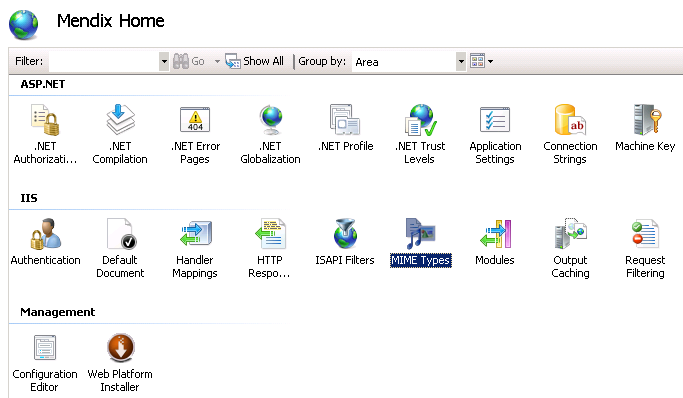 Mendix Home
Filter: Go Show All Group by: Area
ASP.NET
.NET Authorizati... .NET Compilation .NET Error Pages .NET Globalization .NET Profile .NET Trust Levels Application Settings Connection Strings Machine Key
404
ab
IIS
Authentication Default Document Handler Mappings HTTP Respo... ISAPI Filters MIME Types Modules Output Caching Request Filtering
Management
Configuration Editor Web Platform Installer